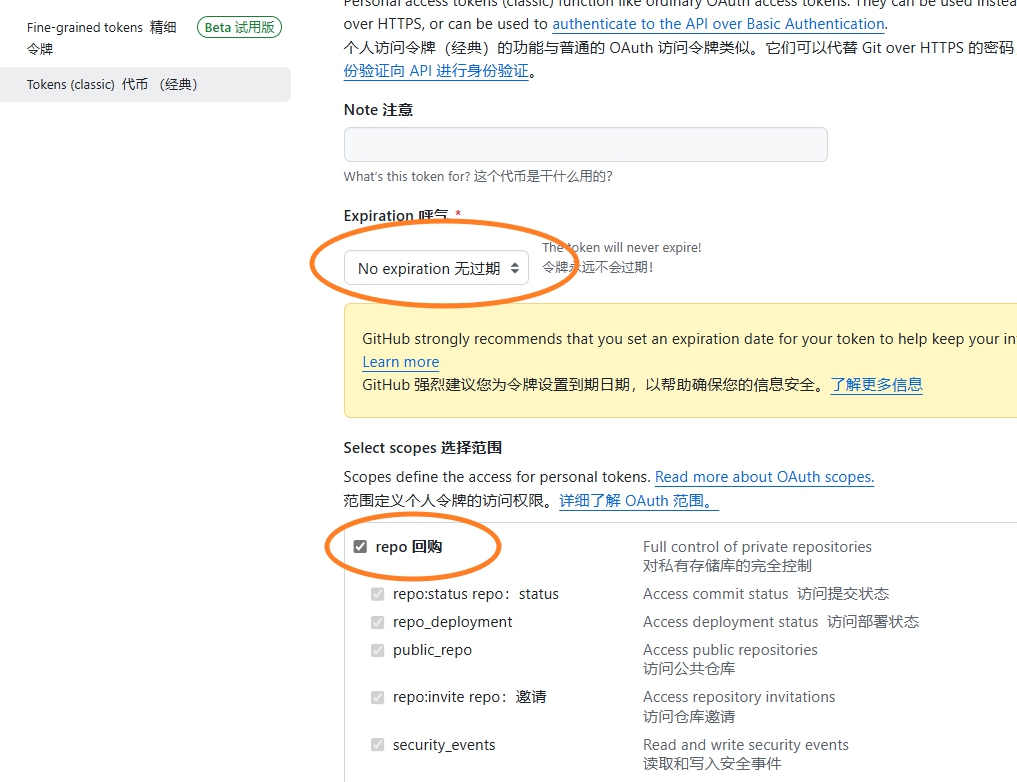 Fine-grained tokens 精细令牌
Beta 试用版
Tokens (classic) 代币 （经典）
Personal access tokens (classic) function like ordinary OAuth access tokens. They can be used instea
over HTTPS, or can be used to authenticate to the API over Basic Authentication.
个人访问令牌（经典）的功能与普通的 OAuth 访问令牌类似。它们可以代替 Git over HTTPS 的密码
份验证向 API 进行身份验证。
Note 注意
What's this token for? 这个代币是干什么用的？
Expiration 呼气 *
No expiration 无过期
The token will never expire!
令牌永远不会过期！
GitHub strongly recommends that you set an expiration date for your token to help keep your in
Learn more
GitHub 强烈建议您为令牌设置到期日期，以帮助确保您的信息安全。了解更多信息
Select scopes 选择范围
Scopes define the access for personal tokens. Read more about OAuth scopes.
范围定义个人令牌的访问权限。详细了解 OAuth 范围。
repo 回购
Full control of private repositories
对私有存储库的完全控制
repo:status repo：status
Access commit status 访问提交状态
repo_deployment
Access deployment status 访问部署状态
public_repo
Access public repositories
访问公共仓库
repo:invite repo：邀请
Access repository invitations
访问仓库邀请
security_events
Read and write security events
读取和写入安全事件